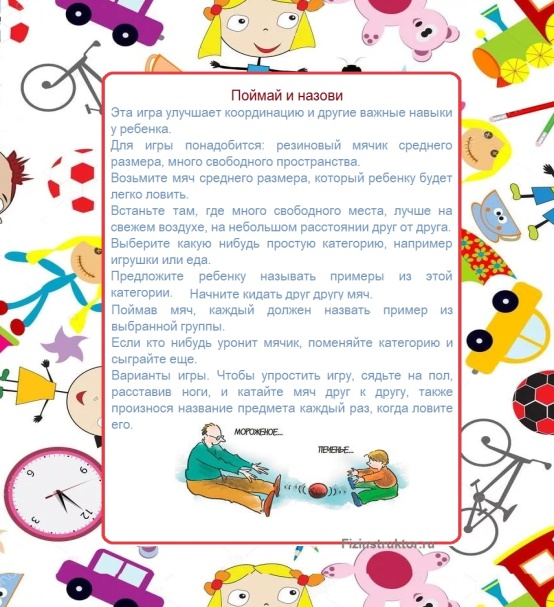 Поймай и назови
Эта игра улучшает координацию и другие важные навыки
у ребенка.
Для игры понадобится: резиновый мячик среднего
размера, много свободного пространства.
Возьмите мяч среднего размера, который ребенку будет
легко ловить.
Встаньте там, где много свободного места, лучше на
свежем воздухе, на небольшом расстоянии друг от друга.
Выберите какую нибудь простую категорию, например
игрушки или еда.
Предложите ребенку называть примеры из этой
категории. Начните кидать друг другу мяч.
Поймав мяч, каждый должен назвать пример из
выбранной группы.
Если кто нибудь уронит мячик, поменяйте категорию и
сыграйте еще.
Варианты игры. Чтобы упростить игру, сядьте на пол,
расставив ноги, и катайте мяч друг к другу, также
произнося название предмета каждый раз, когда ловите
его.
МОРОЖЕНОЕ...
ПЕЧЕНЬЕ...
Fizinstruktor.ru
12
3
6
9